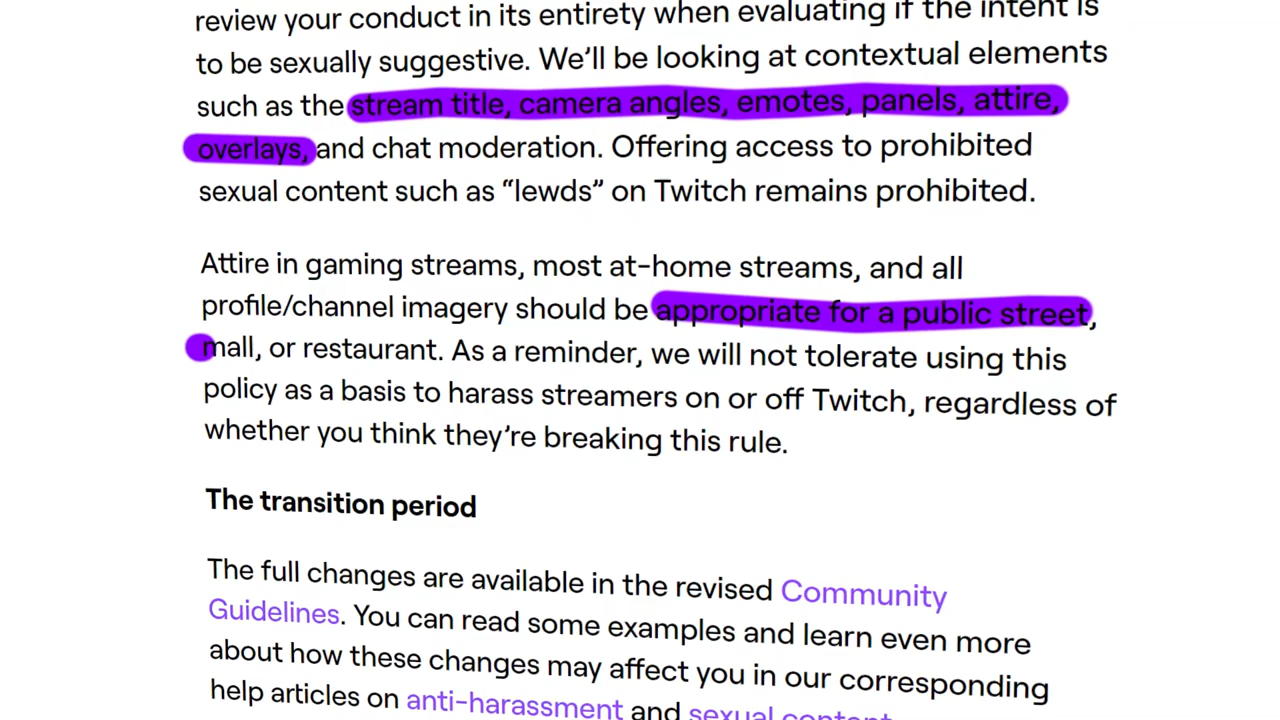 review your conduct in its entirety when evaluating if the intent is
to be sexually suggestive. We’ll be looking at contextual elements
such as the stream title, camera angles, emotes, panels, attire,
overlays, and chat moderation. Offering access to prohibited
sexual content such as “lewds” on Twitch remains prohibited.
Attire in gaming streams, most at-home streams, and all
profile/channel imagery should be appropriate for a public street,
mall, or restaurant. As a reminder, we will not tolerate using this
policy as a basis to harass streamers on or off Twitch, regardless of
whether you think they’re breaking this rule.
The transition period
The full changes are available in the revised Community
Guidelines. You can read some examples and learn even more
about how these changes may affect you in our corresponding
help articles on anti-harassment and sexual content